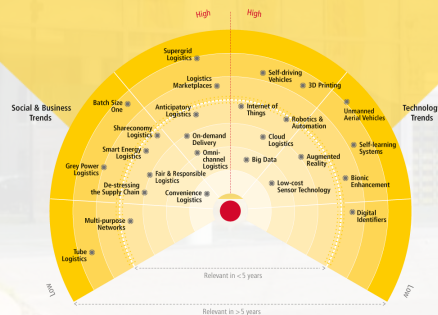 High
High
Supergrid
Logistics
Self-driving
Vehicles
Logistics
Marketplaces
3D Printing
Social & Business
Trends
Batch Size
One
Anticipatory
Logistics
Internet of
Things
Unmanned
Aerial Vehicles
Technology
Trends
Shareconomy
Logistics
On-demand
Delivery
Cloud
Logistics
Robotics &
Automation
Smart Energy
Logistics
Omni-
channel
Logistics
Big Data
Augmented
Reality
Self-learning
Systems
Grey Power
Logistics
Fair & Responsible
Logistics
De-stressing
the Supply Chain
Convenience
Logistics
Low-cost
Sensor Technology
Bionic
Enhancement
Multi-purpose
Networks
Digital
Identifiers
Tube
Logistics
Relevant in < 5 years
Low
Low
Relevant in > 5 years